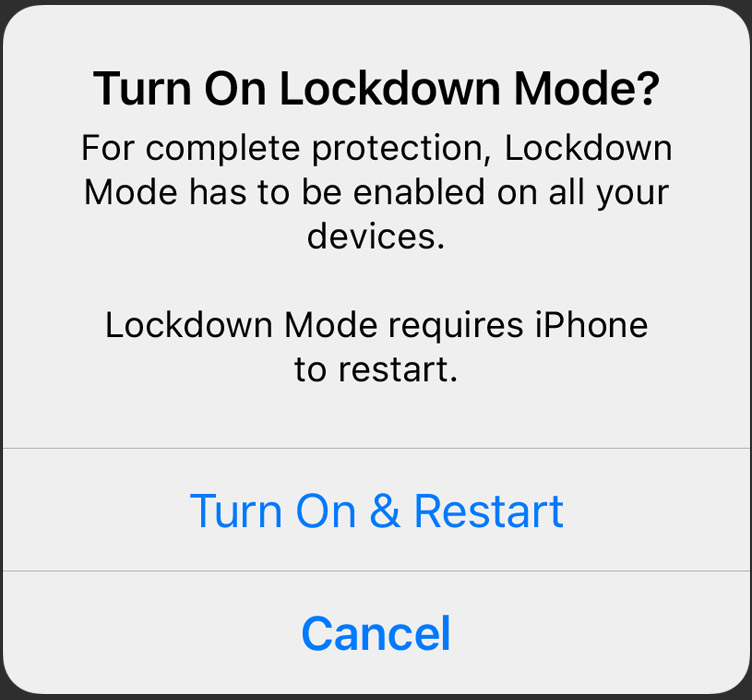 Turn On Lockdown Mode?
For complete protection, Lockdown
Mode has to be enabled on all your
devices.
Lockdown Mode requires iPhone
to restart.
Turn On & Restart
Cancel